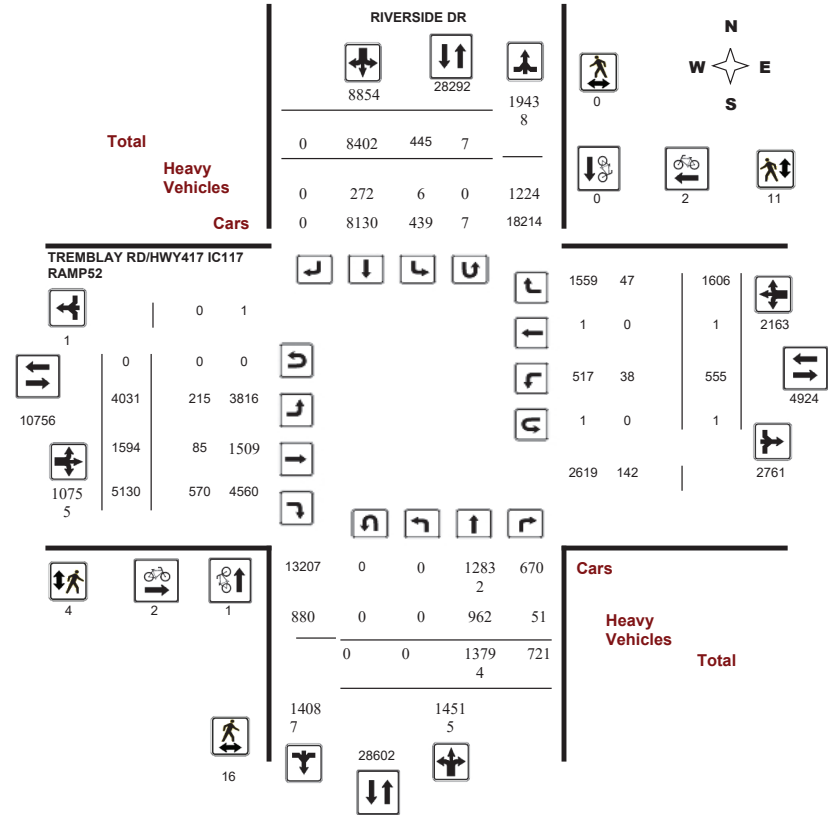 RIVERSIDE DR
N
W E
S
8854
28292
1943
8
0
Total
0 8402 445 7
Heavy
Vehicles
0 272 6 0 1224
0 2 11
Cars
0 8130 439 7 18214
TREMBLAY RD/HWY417 IC117
RAMP52
0 1
1
1559 47 1606
1 0 1
2163
0 0 0
10756
4031 215 3816
517 38 555
4924
1594 85 1509
1 0 1
1075
5
5130 570 4560
2619 142
2761
13207 0 0 1283
2
670
Cars
4 2 1
880 0 0 962 51
Heavy
Vehicles
0 0 1379
4
721
Total
1408
7
1451
5
16
28602